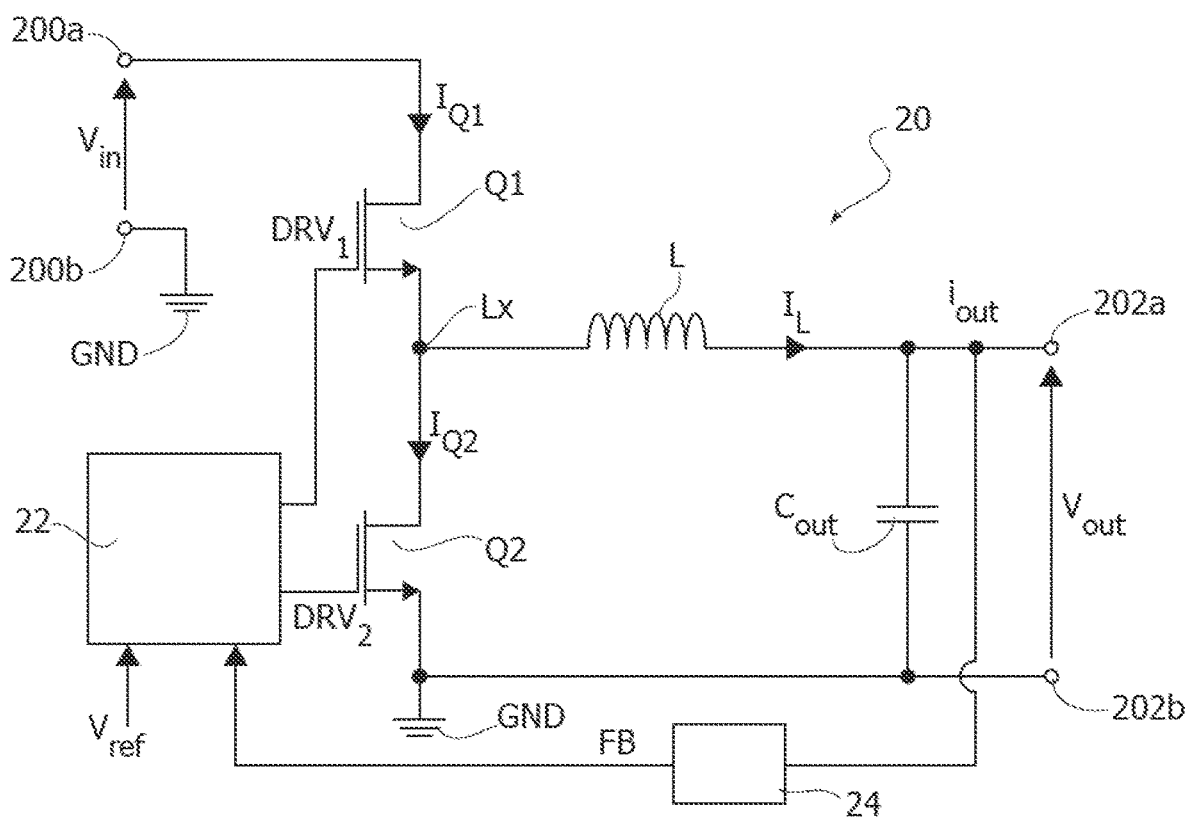 200a
I_Q1
20
V_in
Q1
DRV_1
200b
L
Lx
I_L
i_out
202a
GND
I_Q2
22
C_out
V_out
Q2
DRV_2
V_ref
GND
202b
FB
24